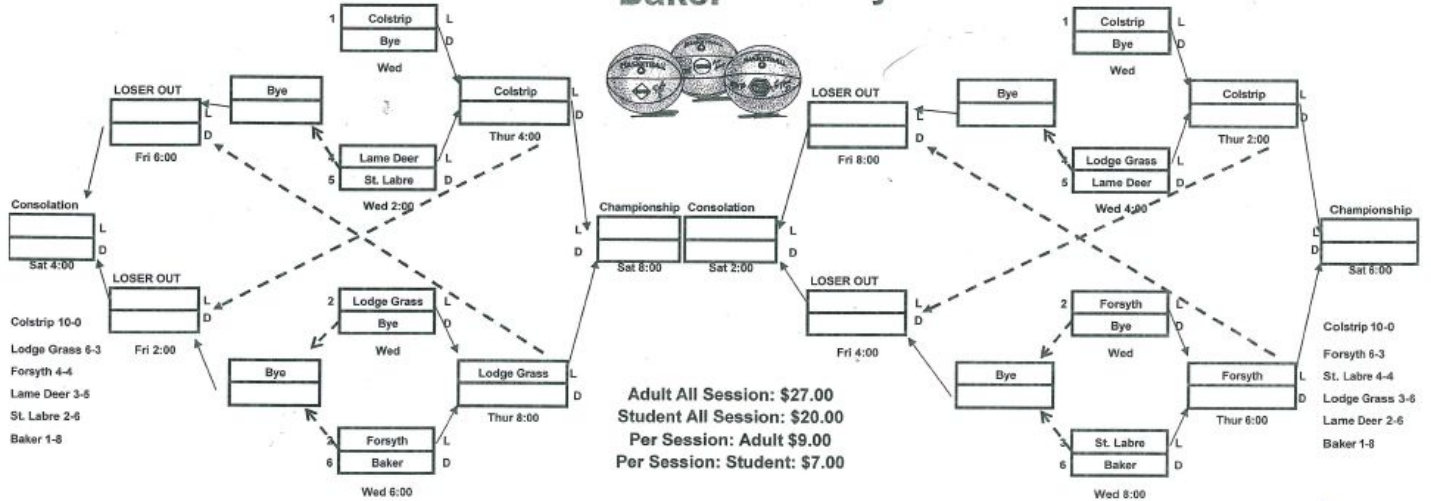 Baker
1 Colstrip L
Bye D
Wed
LOSER OUT
L
D
Fri 6:00
Bye
Colstrip L
D
Thur 4:00
4 Lame Deer L
5 St. Labre D
Wed 2:00
Consolation
L
D
Sat 4:00
Championship
L
D
Sat 8:00
LOSER OUT
L
D
Fri 2:00
2 Lodge Grass L
Bye D
Wed
Bye
Lodge Grass L
D
Thur 8:00
Forsyth L
6 Baker D
Wed 6:00
Colstrip 10-0
Lodge Grass 6-3
Forsyth 4-4
Lame Deer 3-5
St. Labre 2-6
Baker 1-8
BASKETBALL
Adult All Session: $27.00
Student All Session: $20.00
Per Session: Adult $9.00
Per Session: Student: $7.00
1 Colstrip L
Bye D
Wed
LOSER OUT
L
D
Fri 8:00
Bye
Colstrip L
D
Thur 2:00
Lodge Grass L
5 Lame Deer D
Wed 4:00
Consolation
L
D
Sat 2:00
Championship
L
D
Sat 6:00
LOSER OUT
L
D
Fri 4:00
2 Forsyth L
Bye D
Wed
Bye
Forsyth L
D
Thur 6:00
St. Labre L
6 Baker D
Wed 8:00
Colstrip 10-0
Forsyth 6-3
St. Labre 4-4
Lodge Grass 3-6
Lame Deer 2-6
Baker 1-8